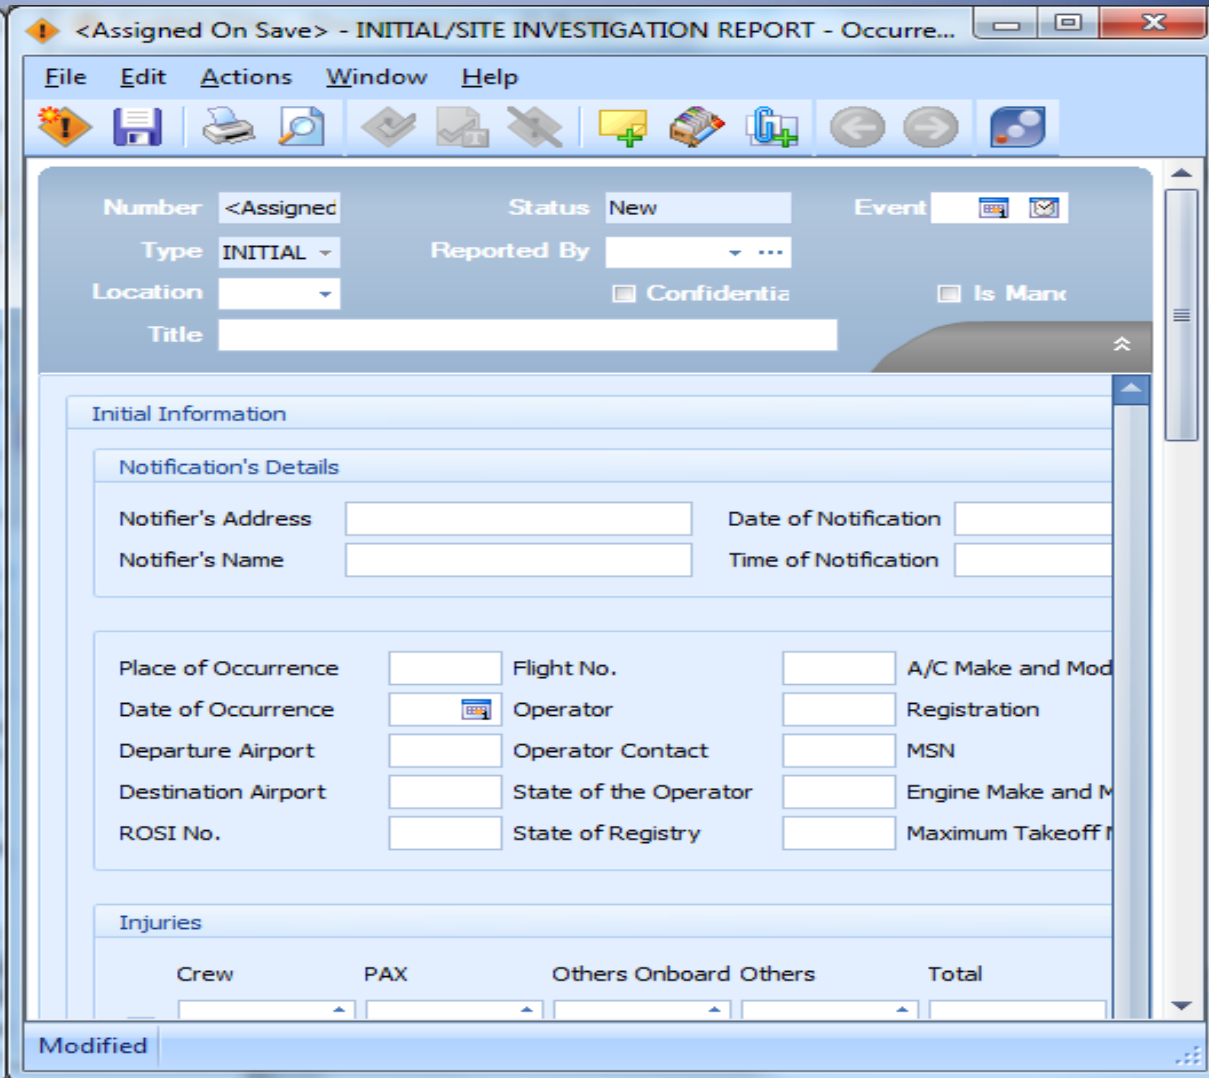 <Assigned On Save> - INITIAL/SITE INVESTIGATION REPORT - Occurre...
File Edit Actions Window Help
Number <Assigned Status New Event
Type INITIAL Reported By
Location Confidentia Is Man
Title
Initial Information
Notification's Details
Notifier's Address Date of Notification
Notifier's Name Time of Notification
Place of Occurrence Flight No. A/C Make and Mod
Date of Occurrence Operator Registration
Departure Airport Operator Contact MSN
Destination Airport State of the Operator Engine Make and M
ROSI No. State of Registry Maximum Takeoff M
Injuries
Crew PAX Others Onboard Others Total
Modified